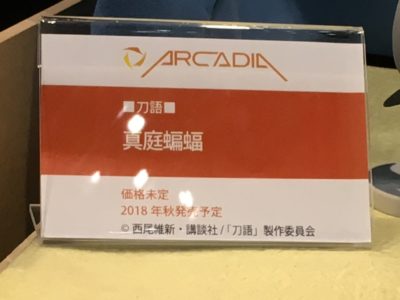 ARCADIA
■刀語■
真庭蝙蝠
価格未定
2018年秋発売予定
© 西尾維新・講談社/「刀語」製作委員会